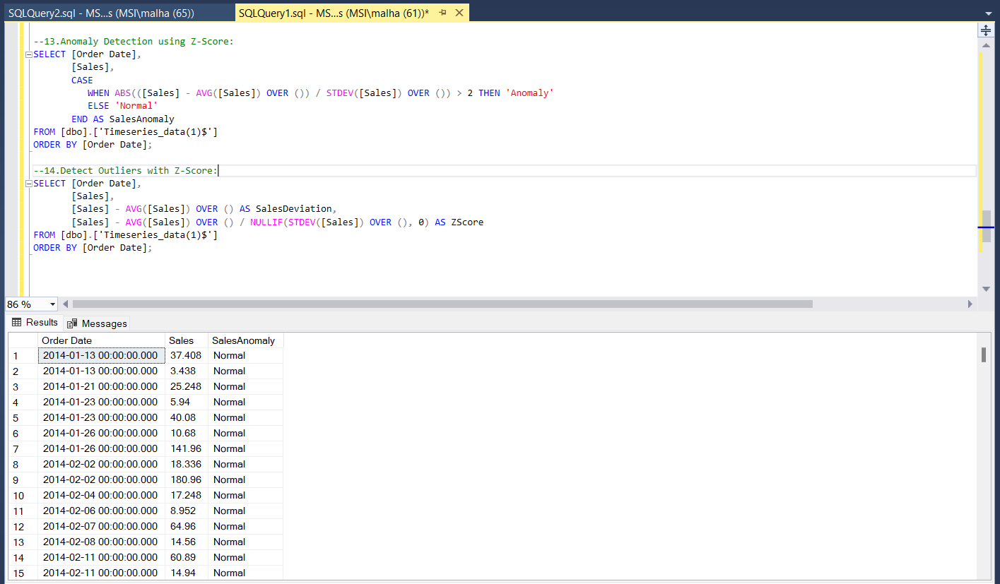 SQLQuery2.sql - MS...s (MSI\malha (65))
SQLQuery1.sql - MS...s (MSI\malha (61))*
--13.Anomaly Detection using Z-Score:
SELECT [Order Date],
[Sales],
CASE
WHEN ABS(([Sales] - AVG([Sales]) OVER ()) / STDEV([Sales]) OVER ()) > 2 THEN 'Anomaly'
ELSE 'Normal'
END AS SalesAnomaly
FROM [dbo].['Timeseries_data(1)$']
ORDER BY [Order Date];
--14.Detect Outliers with Z-Score:
SELECT [Order Date],
[Sales],
[Sales] - AVG([Sales]) OVER () AS SalesDeviation,
[Sales] - AVG([Sales]) OVER () / NULLIF(STDEV([Sales]) OVER (), 0) AS ZScore
FROM [dbo].['Timeseries_data(1)$']
ORDER BY [Order Date];
86 %
Results Messages
Order Date Sales SalesAnomaly
1 2014-01-13 00:00:00.000 37.408 Normal
2 2014-01-13 00:00:00.000 3.438 Normal
3 2014-01-21 00:00:00.000 25.248 Normal
4 2014-01-23 00:00:00.000 5.94 Normal
5 2014-01-23 00:00:00.000 40.08 Normal
6 2014-01-26 00:00:00.000 10.68 Normal
7 2014-01-26 00:00:00.000 141.96 Normal
8 2014-02-02 00:00:00.000 18.336 Normal
9 2014-02-02 00:00:00.000 180.96 Normal
10 2014-02-04 00:00:00.000 17.248 Normal
11 2014-02-06 00:00:00.000 8.952 Normal
12 2014-02-07 00:00:00.000 64.96 Normal
13 2014-02-08 00:00:00.000 14.56 Normal
14 2014-02-11 00:00:00.000 60.89 Normal
15 2014-02-11 00:00:00.000 14.94 Normal